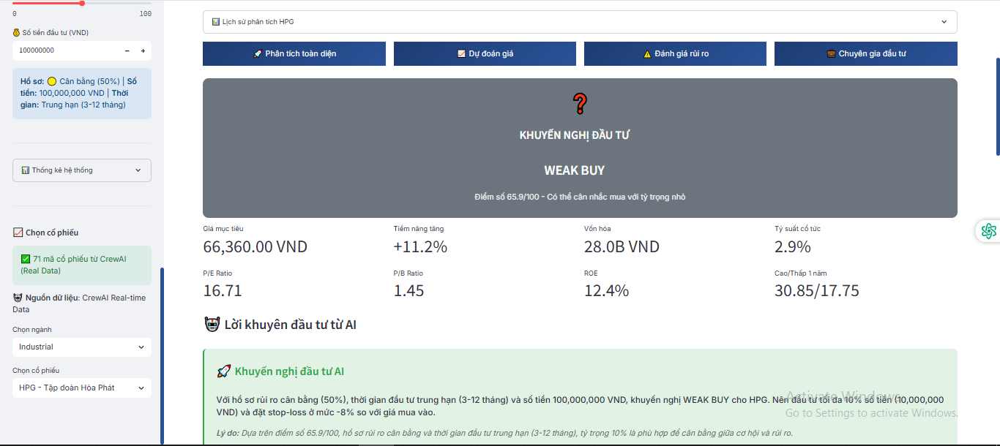 0 100
Số tiền đầu tư (VND)
100000000 − +
Hồ sơ: Cân bằng (50%) | Số
tiền: 100,000,000 VND | Thời
gian: Trung hạn (3-12 tháng)
Thống kê hệ thống
Chọn cổ phiếu
71 mã cổ phiếu từ CrewAI
(Real Data)
Nguồn dữ liệu: CrewAI Real-time
Data
Chọn ngành
Industrial
Chọn cổ phiếu
HPG - Tập đoàn Hòa Phát
Lịch sử phân tích HPG
Phân tích toàn diện
Dự đoán giá
Đánh giá rủi ro
Chuyên gia đầu tư
KHUYẾN NGHỊ ĐẦU TƯ
WEAK BUY
Điểm số 65.9/100 - Có thể cân nhắc mua với tỷ trọng nhỏ
Giá mục tiêu
66,360.00 VND
Tiềm năng tăng
+11.2%
Vốn hóa
28.0B VND
Tỷ suất cổ tức
2.9%
P/E Ratio
16.71
P/B Ratio
1.45
ROE
12.4%
Cao/Thấp 1 năm
30.85/17.75
Lời khuyên đầu tư từ AI
Khuyến nghị đầu tư AI
Với hồ sơ rủi ro cân bằng (50%), thời gian đầu tư trung hạn (3-12 tháng) và số tiền 100,000,000 VND, khuyến nghị WEAK BUY cho HPG. Nên đầu tư tối đa 10% số tiền (10,000,000
VND) và đặt stop-loss ở mức -8% so với giá mua vào.
Lý do: Dựa trên điểm số 65.9/100, hồ sơ rủi ro cân bằng và thời gian đầu tư trung hạn (3-12 tháng), tỷ trọng 10% là phù hợp để cân bằng giữa cơ hội và rủi ro.
Activate Windows
Go to Settings to activate Windows.